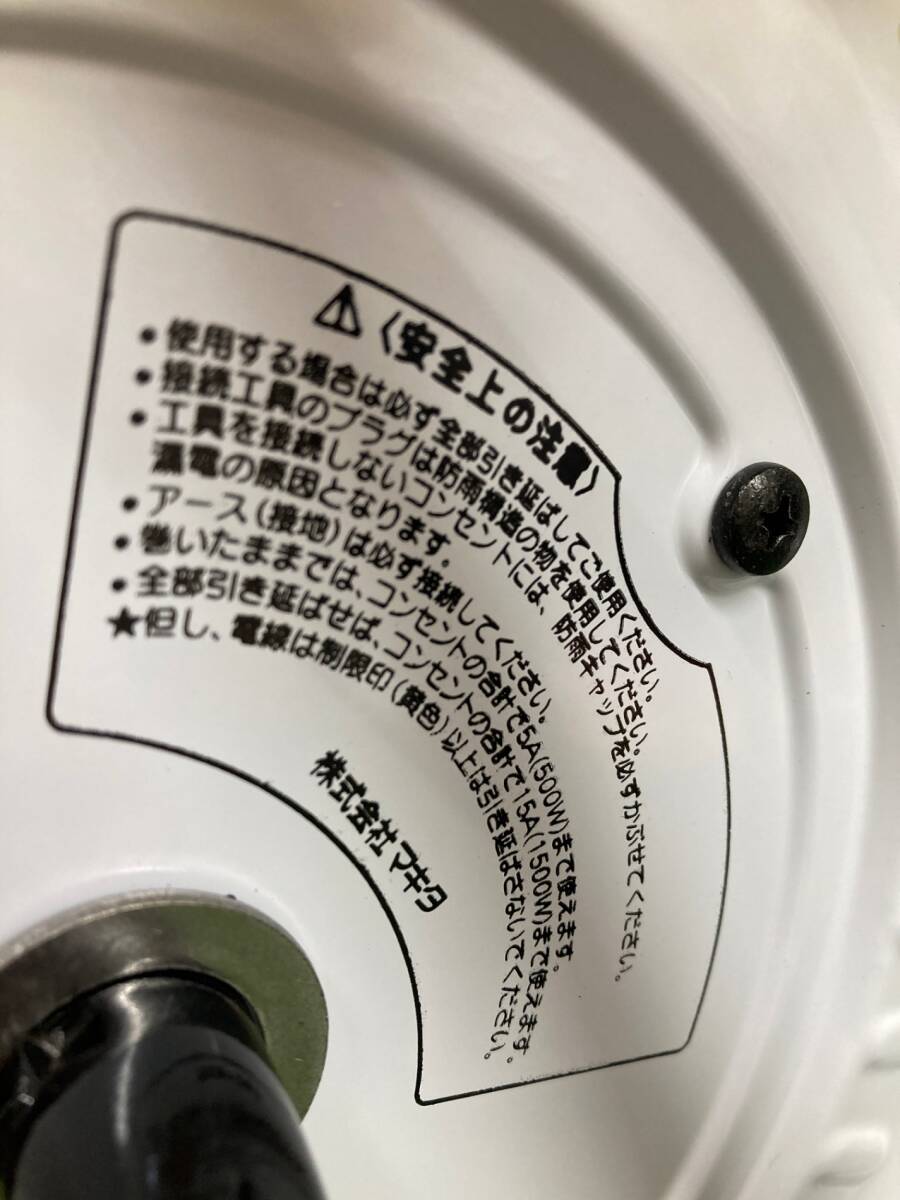 ⚠〈安全上の注意〉
・使用する場合は必ず全部引き延ばしてご使用ください。
・接続工具のプラグは防雨構造の物を使用してください。
・工具を接続しないコンセントには、防雨キャップを必ずかぶせてください。
漏電の原因となります。
・アース(接地)は必ず接続してください。
・巻いたままでは、コンセントの合計で5A(500W)まで使えます。
・全部引き延ばせば、コンセントの合計で15A(1500W)まで使えます。
★但し、電線は制限印(黄色)以上は引き延ばさないでください。
株式会社マキタ